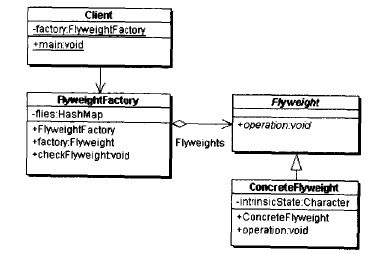 Client
-factory:FlyweightFactory
+main:void
FlyweightFactory
-flies:HashMap
+FlyweightFactory
+factory:Flyweight
+checkFlyweight:void
Flyweights
Flyweight
+operation:void
ConcreteFlyweight
-intrinsicState:Character
+ConcreteFlyweight
+operation:void